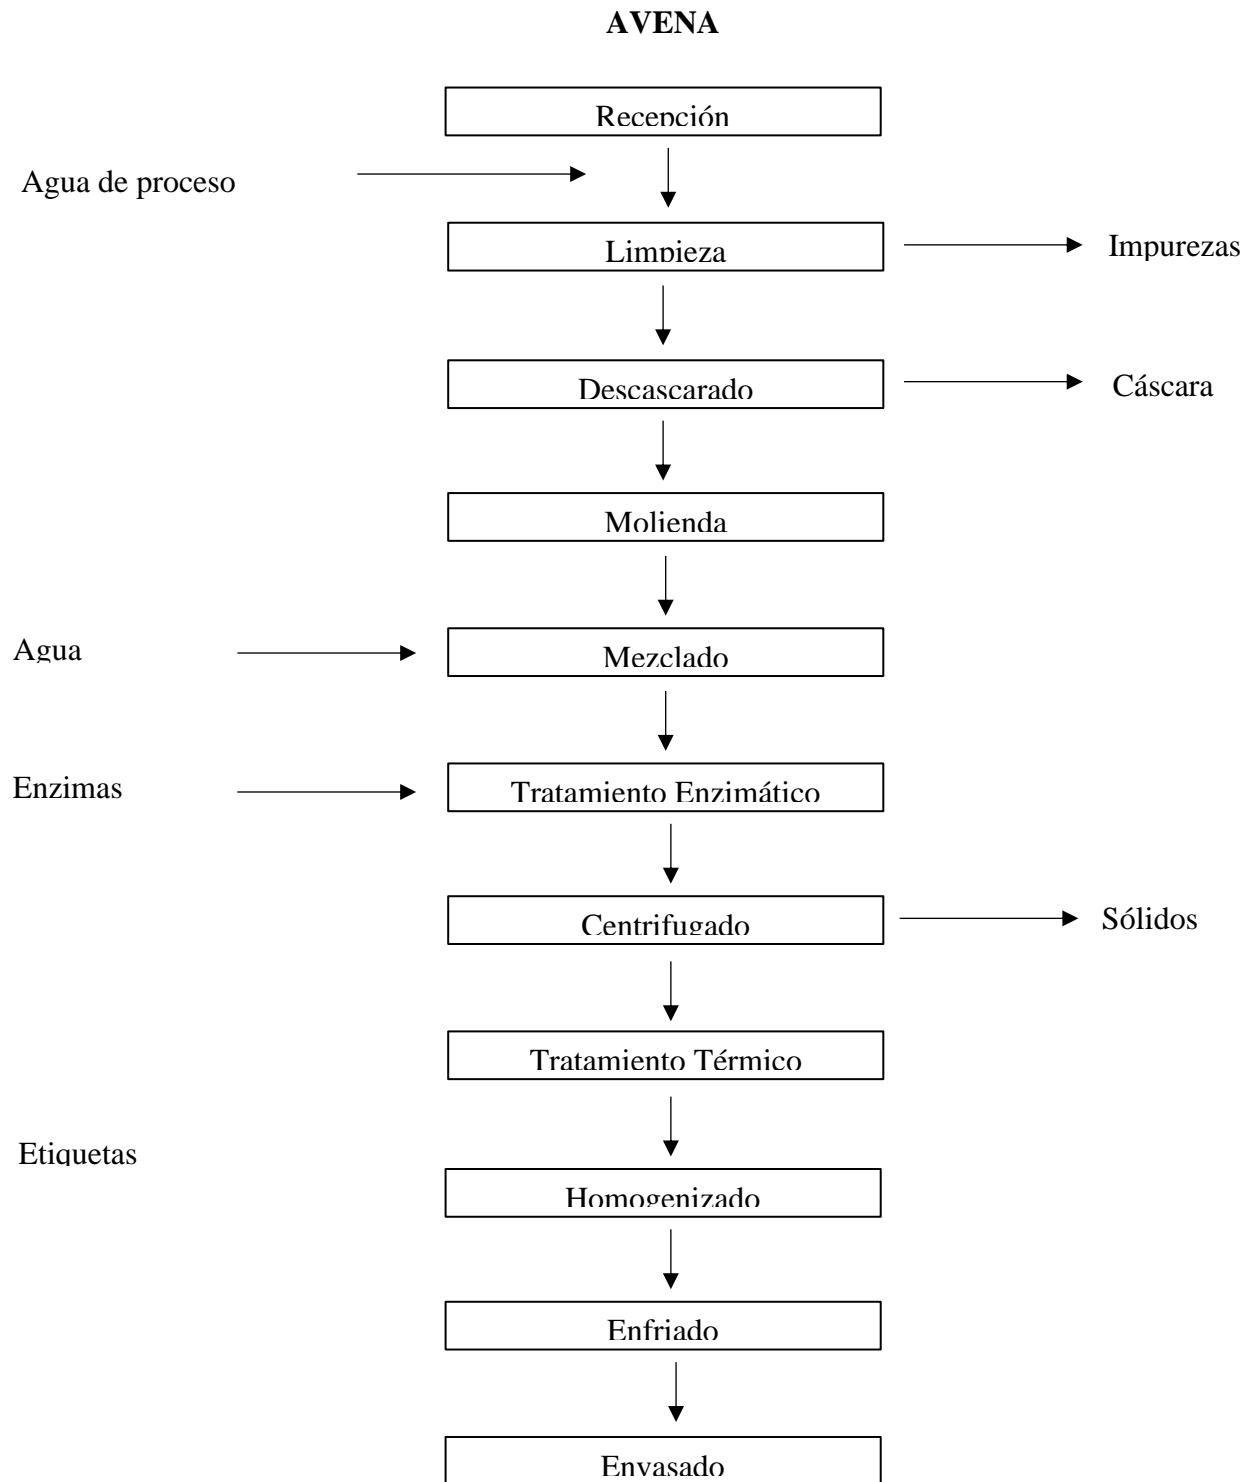 AVENA
Recepción
Agua de proceso
Limpieza
Impurezas
Descascarado
Cáscara
Molienda
Agua
Mezclado
Enzimas
Tratamiento Enzimático
Centrifugado
Sólidos
Tratamiento Térmico
Etiquetas
Homogenizado
Enfriado
Envasado